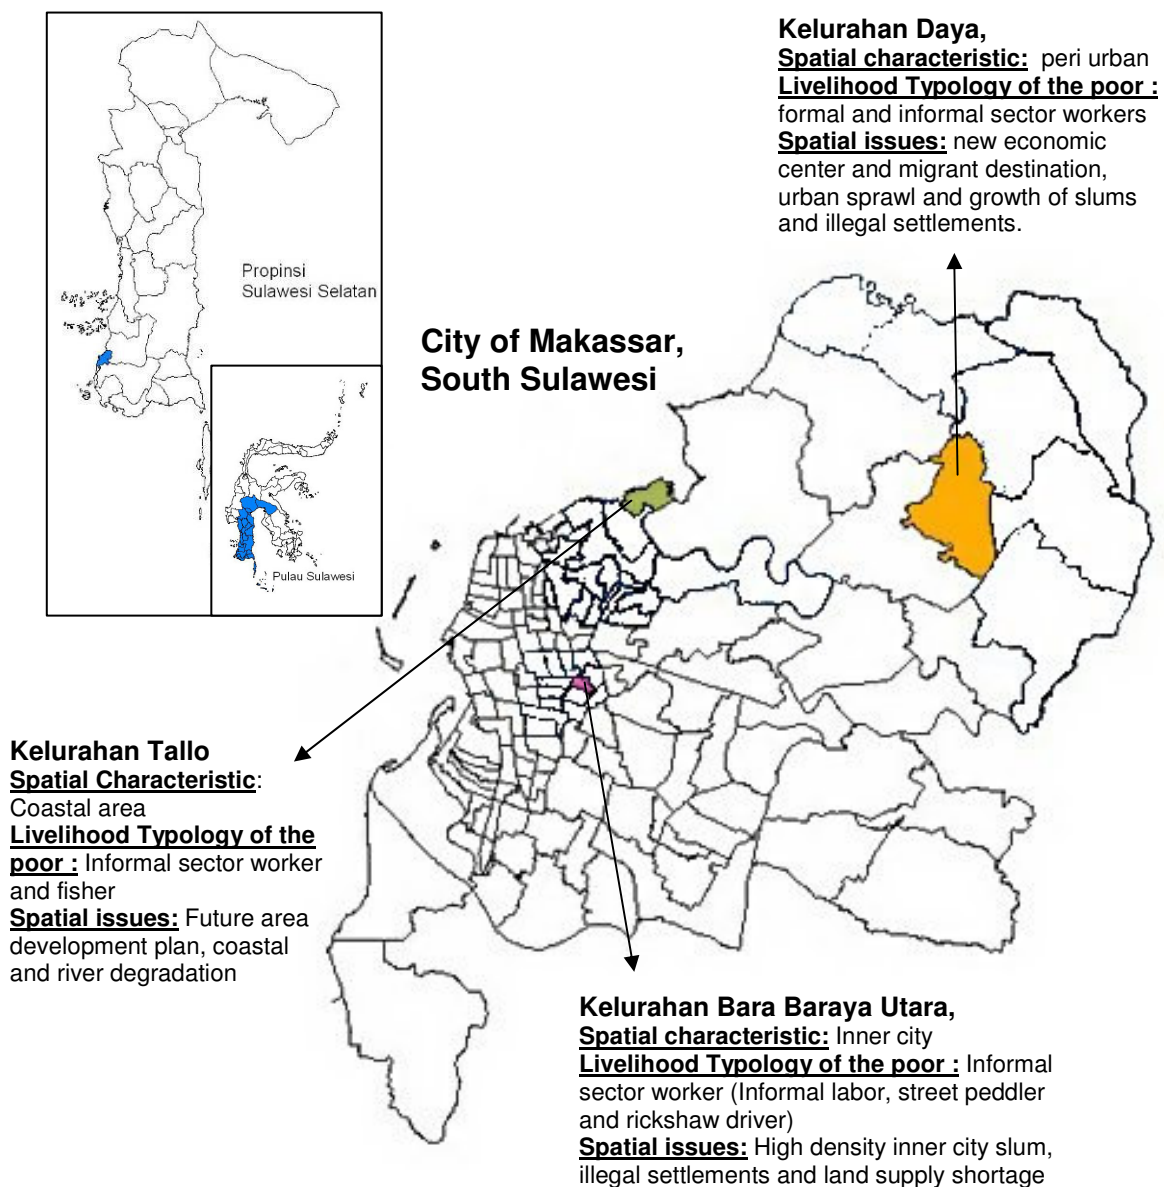 Kelurahan Daya,
Spatial characteristic: peri urban
Livelihood Typology of the poor :
formal and informal sector workers
Spatial issues: new economic
center and migrant destination,
urban sprawl and growth of slums
and illegal settlements.
Propinsi
Sulawesi Selatan
City of Makassar,
South Sulawesi
Pulau Sulawesi
Kelurahan Tallo
Spatial Characteristic:
Coastal area
Livelihood Typology of the
poor : Informal sector worker
and fisher
Spatial issues: Future area
development plan, coastal
and river degradation
Kelurahan Bara Baraya Utara,
Spatial characteristic: Inner city
Livelihood Typology of the poor : Informal
sector worker (Informal labor, street peddler
and rickshaw driver)
Spatial issues: High density inner city slum,
illegal settlements and land supply shortage